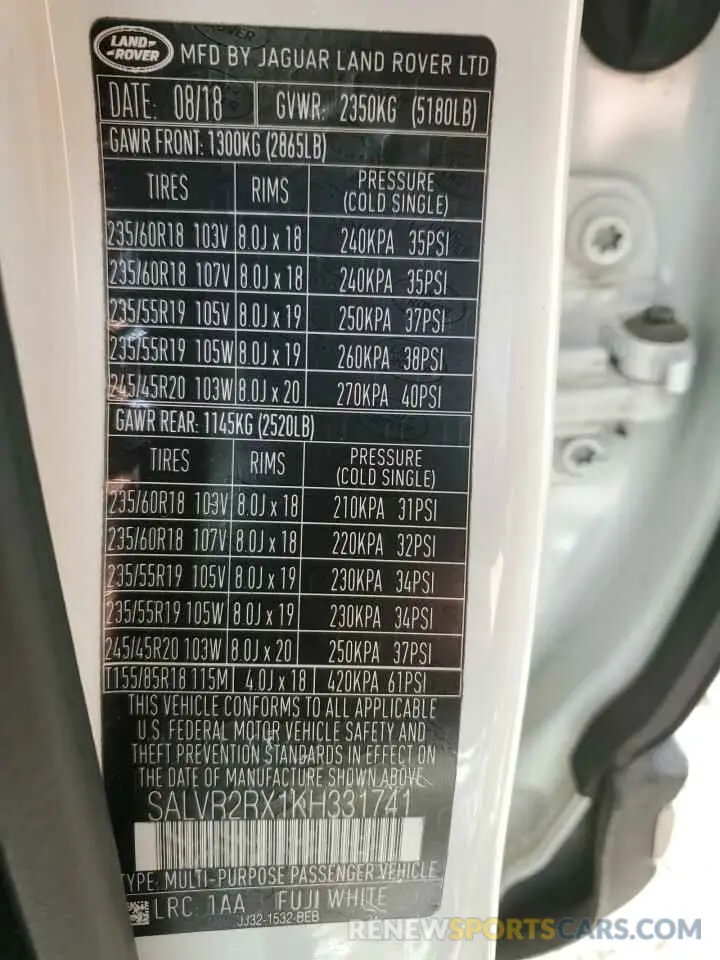 LAND ROVER MFD BY JAGUAR LAND ROVER LTD
DATE: 08/18 GVWR: 2350KG (5180LB)
GAWR FRONT: 1300KG (2865LB)
TIRES RIMS PRESSURE (COLD SINGLE)
235/60R18 103V 8.0J x 18 240KPA 35PSI
235/60R18 107V 8.0J x 18 240KPA 35PSI
235/55R19 105V 8.0J x 19 250KPA 37PSI
235/55R19 105W 8.0J x 19 260KPA 38PSI
245/45R20 103W 8.0J x 20 270KPA 40PSI
GAWR REAR: 1145KG (2520LB)
TIRES RIMS PRESSURE (COLD SINGLE)
235/60R18 103V 8.0J x 18 210KPA 31PSI
235/60R18 107V 8.0J x 18 220KPA 32PSI
235/55R19 105V 8.0J x 19 230KPA 34PSI
235/55R19 105W 8.0J x 19 230KPA 34PSI
245/45R20 103W 8.0J x 20 250KPA 37PSI
T155/85R18 115M 4.0J x 18 420KPA 61PSI
THIS VEHICLE CONFORMS TO ALL APPLICABLE
U.S. FEDERAL MOTOR VEHICLE SAFETY AND
THEFT PREVENTION STANDARDS IN EFFECT ON
THE DATE OF MANUFACTURE SHOWN ABOVE
SALVR2RX1KH331741
TYPE: MULTI-PURPOSE PASSENGER VEHICLE
LRC: 1AA FUJI WHITE
JJ32-1532-BEB
RENEWSPORTSCARS.COM